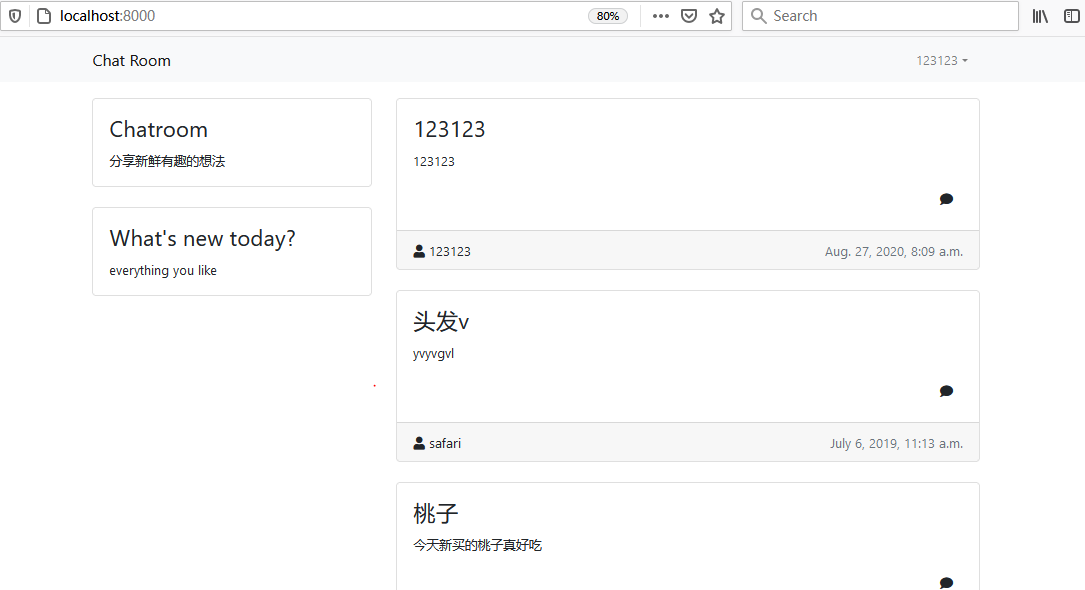 localhost:8000
80%
Search
Chat Room
123123
Chatroom
分享新鲜有趣的想法
What's new today?
everything you like
123123
123123
123123
Aug. 27, 2020, 8:09 a.m.
头发v
yvyvgvl
safari
July 6, 2019, 11:13 a.m.
桃子
今天新买的桃子真好吃